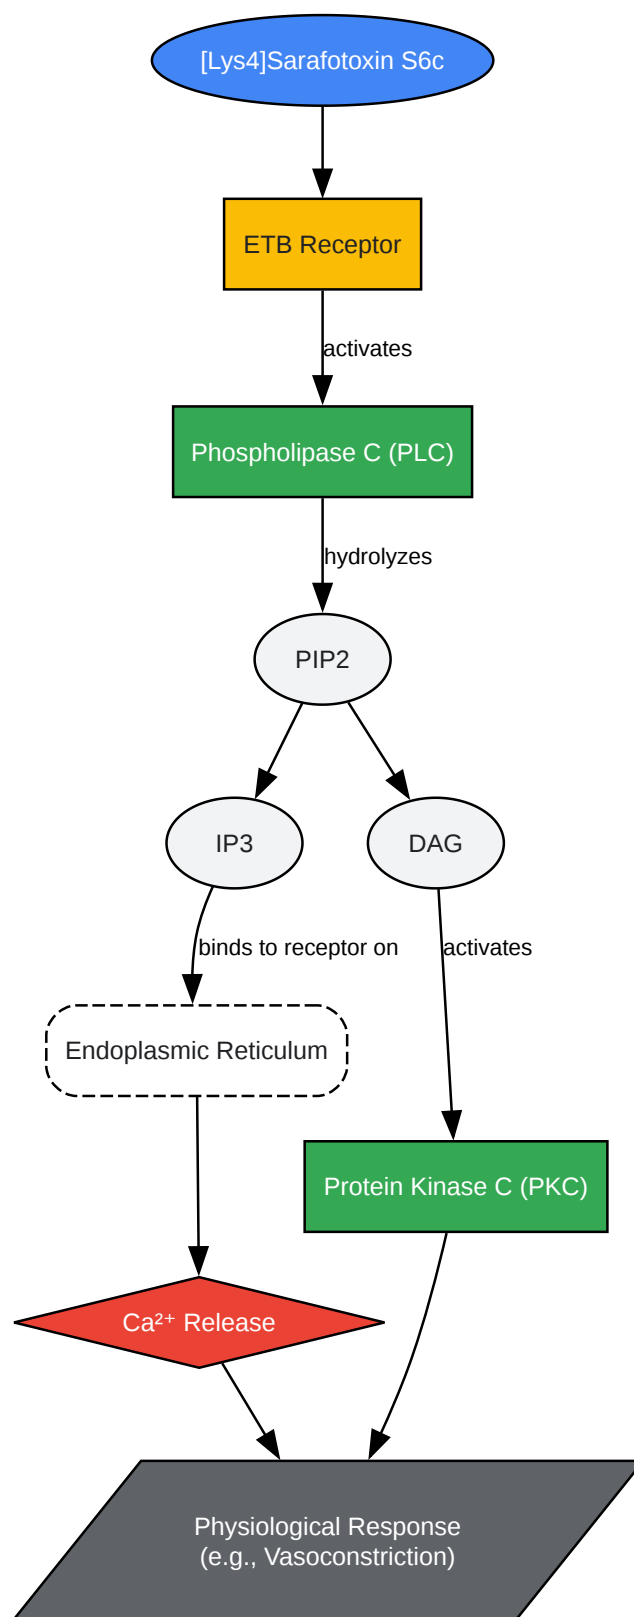 [Lys4]Sarafotoxin S6c
ETB Receptor
activates
Phospholipase C (PLC)
hydrolyzes
PIP2
IP3
DAG
binds to receptor on
activates
Endoplasmic Reticulum
Protein Kinase C (PKC)
Ca²⁺ Release
Physiological Response
(e.g., Vasoconstriction)